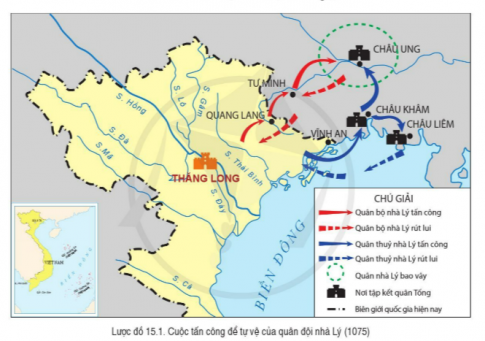 CHÂU UNG
TƯ MINH
QUANG LANG
CHÂU KHÂM
CHÂU LIÊM
VĨNH AN
S. Hồng
S. Lô
S. Gâm
S. Đà
S. Mã
S. Thái Bình
S. Đáy
S. Cả
THĂNG LONG
BIỂN ĐÔNG
VIỆT NAM
CHÚ GIẢI
Quân bộ nhà Lý tấn công
Quân bộ nhà Lý rút lui
Quân thuỷ nhà Lý tấn công
Quân thuỷ nhà Lý rút lui
Quân nhà Lý bao vây
Nơi tập kết quân Tống
Biên giới quốc gia hiện nay
Lược đồ 15.1. Cuộc tấn công để tự vệ của quân đội nhà Lý (1075)